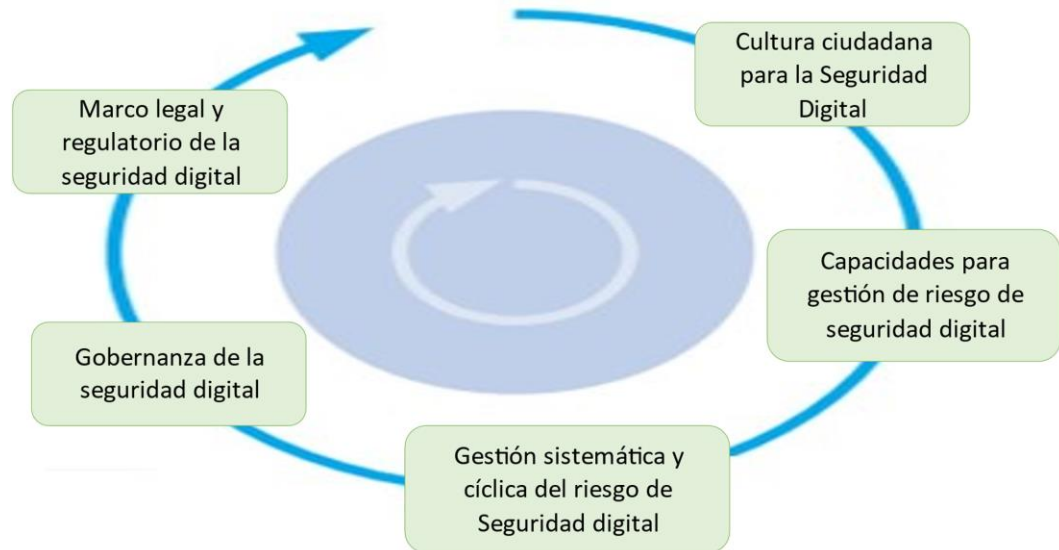 Cultura ciudadana
para la Seguridad
Digital
Marco legal y
regulatorio de la
seguridad digital
Capacidades para
gestión de riesgo de
seguridad digital
Gobernanza de la
seguridad digital
Gestión sistemática y
cíclica del riesgo de
Seguridad digital